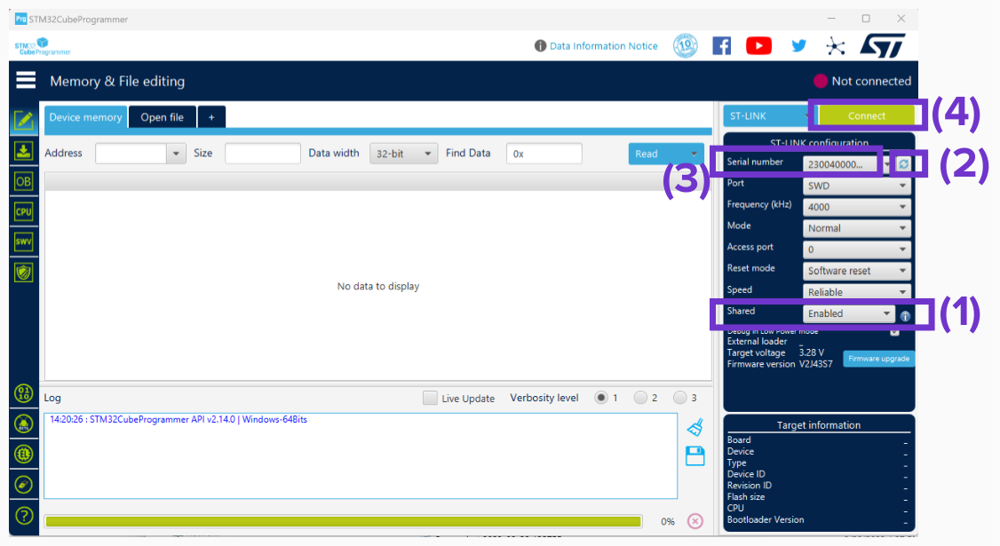 Prg STM32CubeProgrammer
STM32 CubeProgrammer
Data Information Notice
10
ST
Memory & File editing
Not connected
Device memory Open file +
ST-LINK Connect (4)
Address Size Data width 32-bit Find Data 0x Read
ST-LINK configuration
Serial number 230040000... (2)
(3)
Port SWD
Frequency (kHz) 4000
Mode Normal
Access port 0
Reset mode Software reset
Speed Reliable
Shared Enabled (1)
Debug in Low Power mode
External loader _
Target voltage 3.28 V
Firmware version V2J43S7
Firmware upgrade
OB
CPU
SWV
No data to display
Log Live Update Verbosity level 1 2 3
14:20:26 : STM32CubeProgrammer API v2.14.0 | Windows-64Bits
Target information
Board _
Device _
Type _
Device ID _
Revision ID _
Flash size _
CPU _
Bootloader Version _
0%